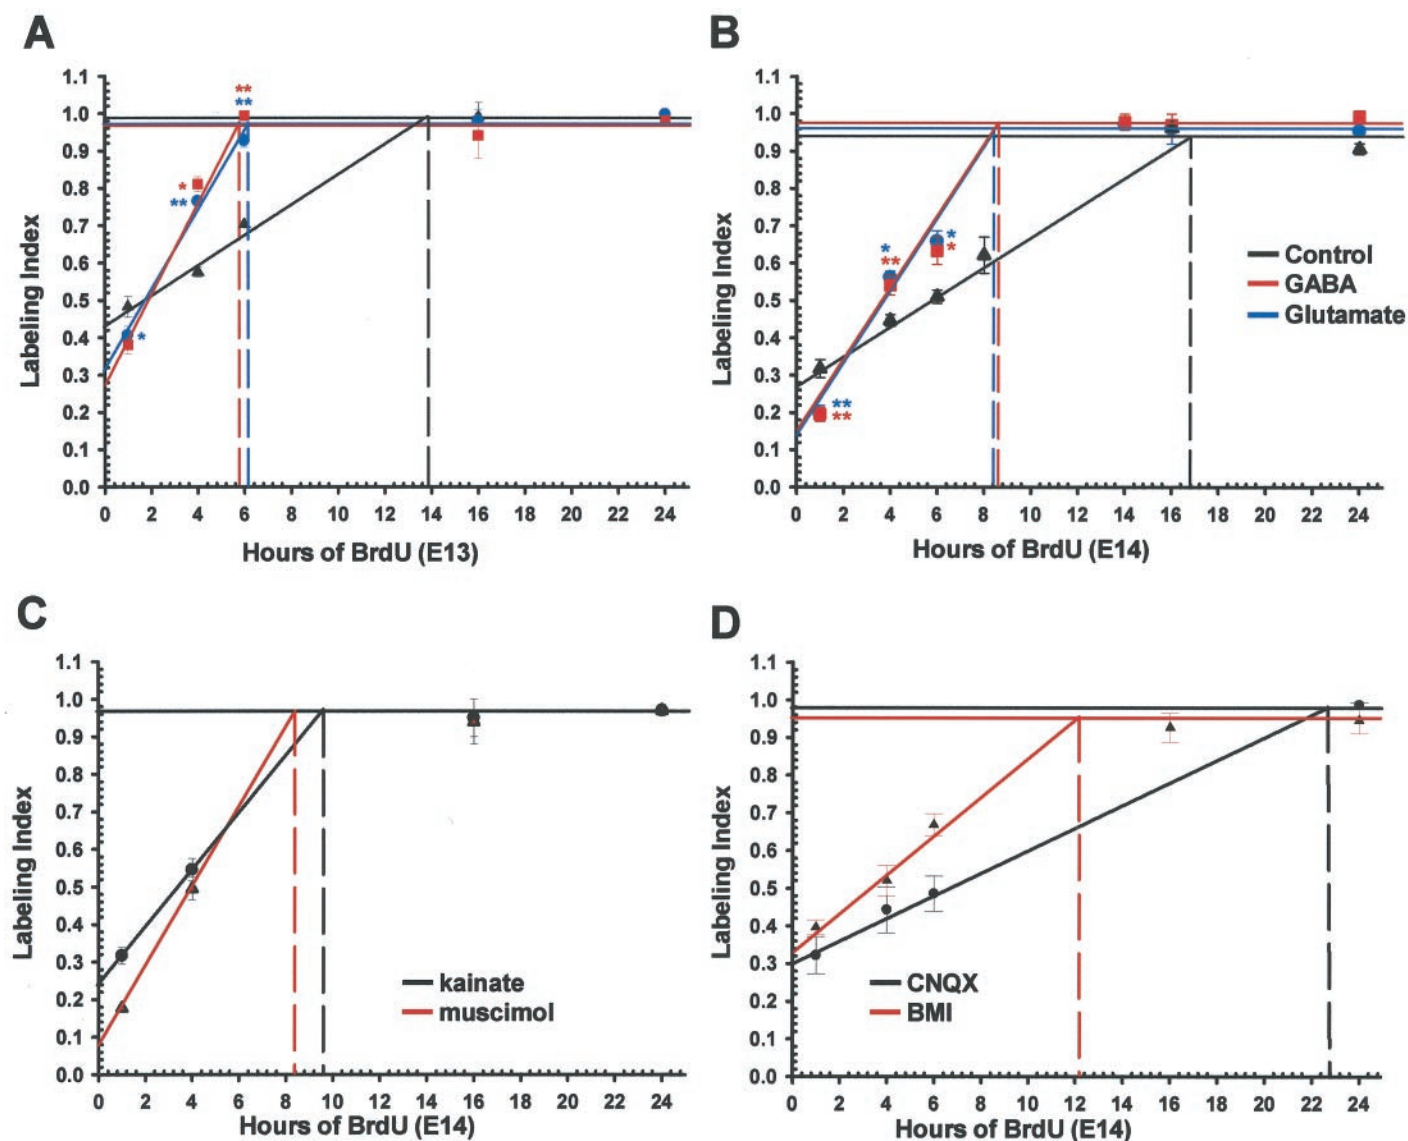 A
1.1
1.0
0.9
0.8
0.7
0.6
0.5
0.4
0.3
0.2
0.1
0.0
Labeling Index
**
**
*
**
*
0 2 4 6 8 10 12 14 16 18 20 22 24
Hours of BrdU (E13)
B
1.1
1.0
0.9
0.8
0.7
0.6
0.5
0.4
0.3
0.2
0.1
0.0
Labeling Index
*
**
*
*
**
**
Control
GABA
Glutamate
0 2 4 6 8 10 12 14 16 18 20 22 24
Hours of BrdU (E14)
C
1.1
1.0
0.9
0.8
0.7
0.6
0.5
0.4
0.3
0.2
0.1
0.0
Labeling Index
kainate
muscimol
0 2 4 6 8 10 12 14 16 18 20 22 24
Hours of BrdU (E14)
D
1.1
1.0
0.9
0.8
0.7
0.6
0.5
0.4
0.3
0.2
0.1
0.0
Labeling Index
CNQX
BMI
0 2 4 6 8 10 12 14 16 18 20 22 24
Hours of BrdU (E14)